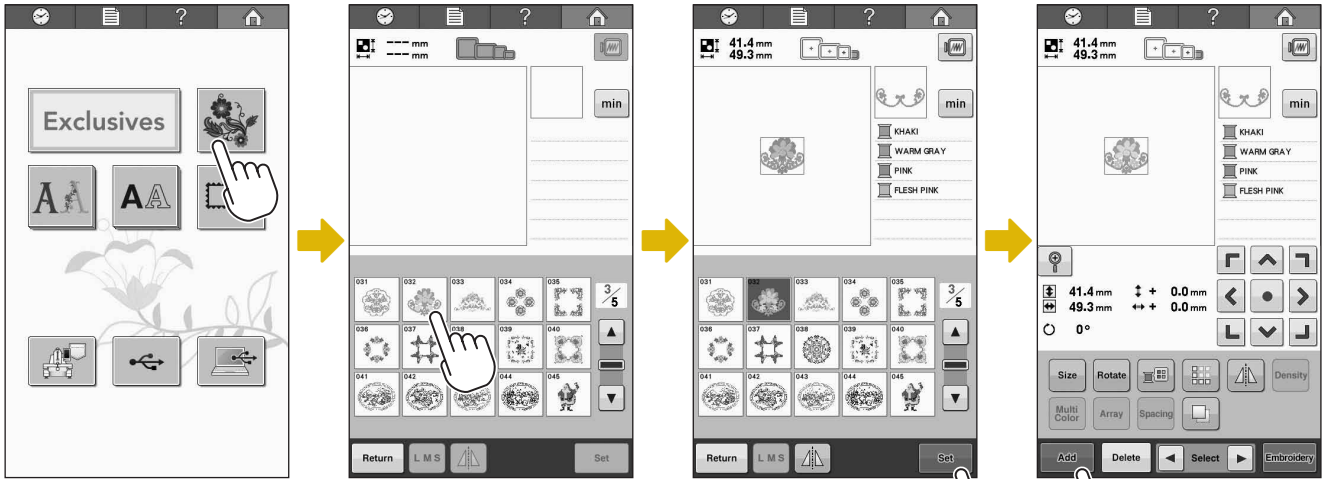 ?
Exclusives
A A
A A
?
--- mm
--- mm
min
031 032 033 034 035
3/5
036 037 038 039 040
041 042 044 045
Return L M S Set
?
41.4 mm
49.3 mm
min
KHAKI
WARM GRAY
PINK
FLESH PINK
031 032 033 034 035
3/5
036 037 038 039 040
041 042 043 044 045
Return L M S Set
?
41.4 mm
49.3 mm
min
KHAKI
WARM GRAY
PINK
FLESH PINK
41.4 mm + 0.0 mm
49.3 mm + 0.0 mm
0°
Size Rotate Density
Multi
Color Array Spacing
Add Delete Select Embroidery